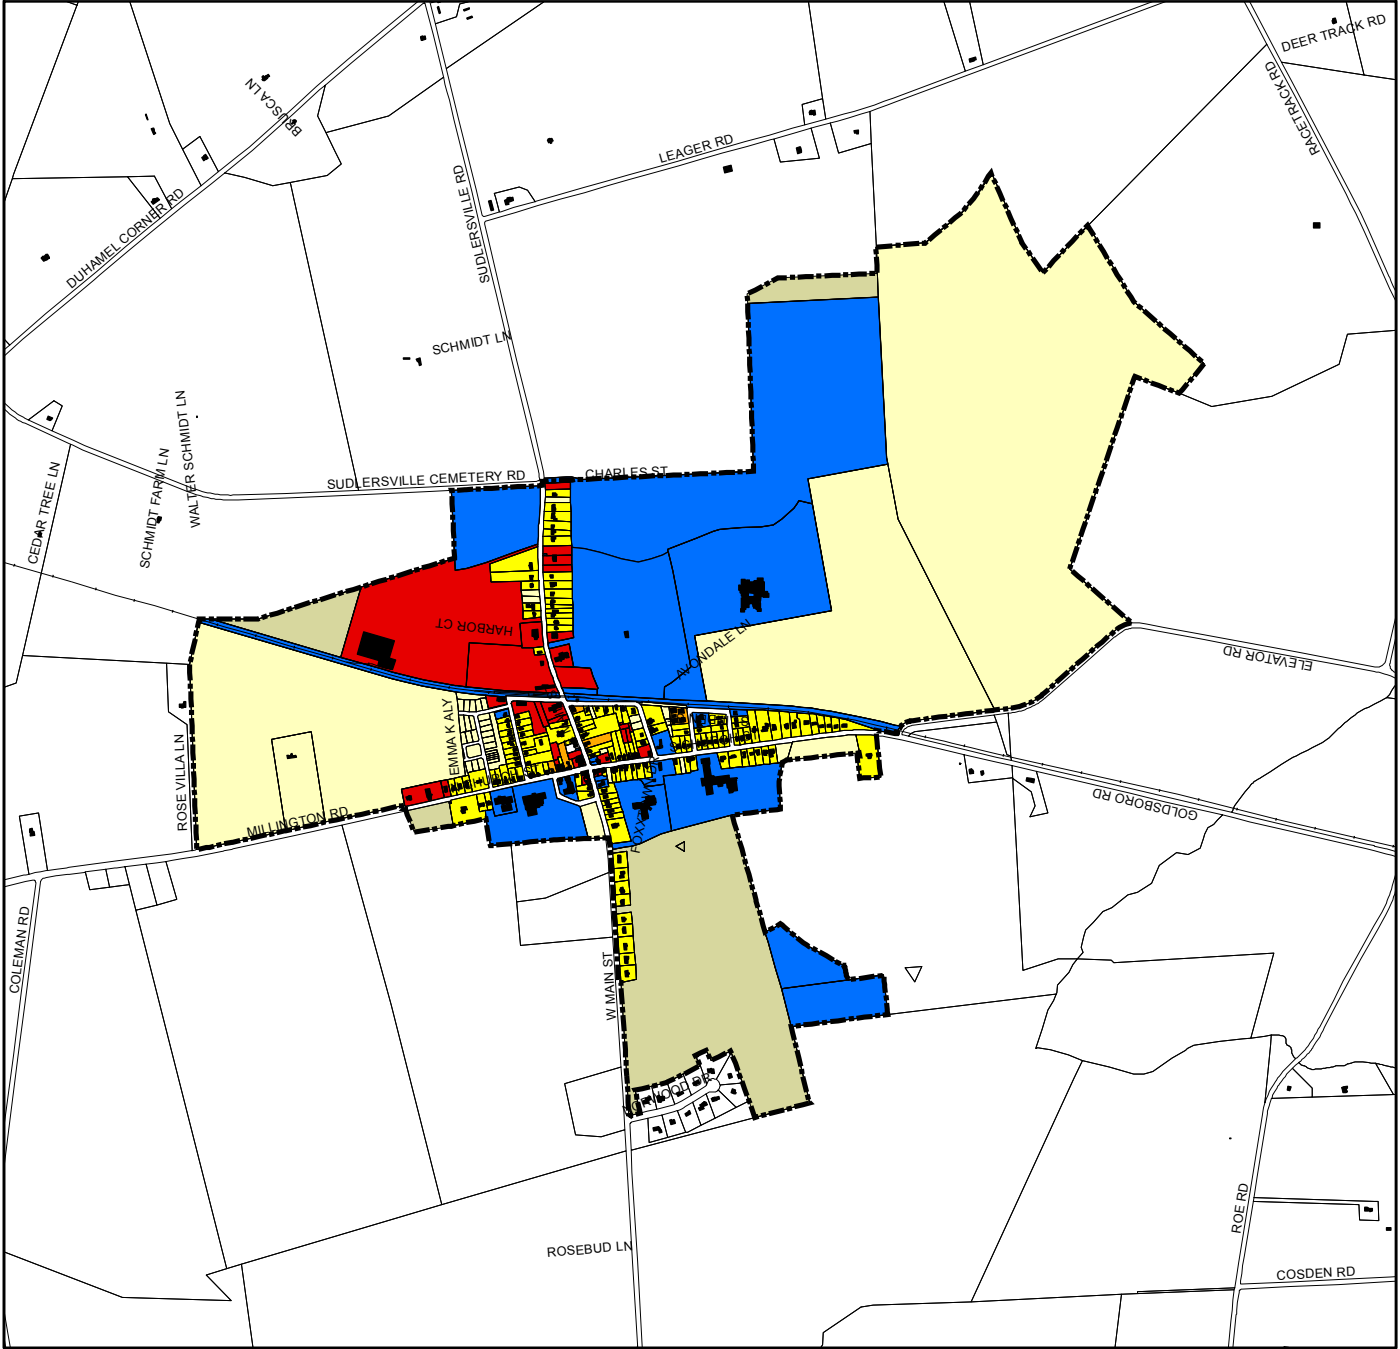 DEER TRACK RD
RACETRACK RD
BRUSCA LN
LEAGER RD
SUDLERSVILLE RD
DUHAMEL CORNER RD
SCHMIDT LN
WALTER SCHMIDT LN
SCHMIDT FARM LN
CEDAR TREE LN
SUDLERSVILLE CEMETERY RD
CHARLES ST
HARBOR CT
AVONDALE LN
ELEVATOR RD
EMMA K ALY
ROSE VILLA LN
MILLINGTON RD
GOLDSBORO RD
COLEMAN RD
W MAIN ST
ROE RD
ROSEBUD LN
COSDEN RD